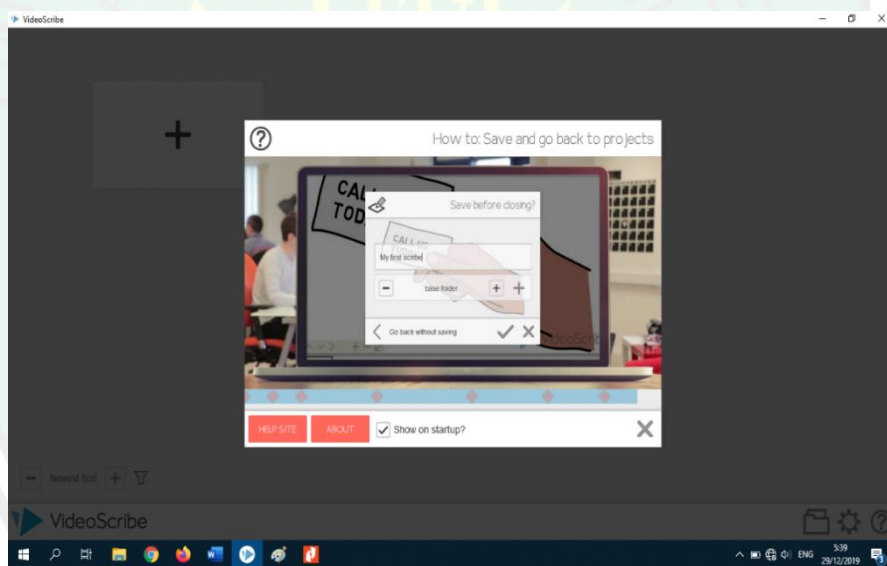 VideoScribe
How to: Save and go back to projects
CALL
TOD
Save before closing?
CALL US
My first scribe
base folder
Go back without saving
VideoScribe
HELP SITE
ABOUT
Show on startup?
Newest first
VideoScribe
ENG
5:39
29/12/2019